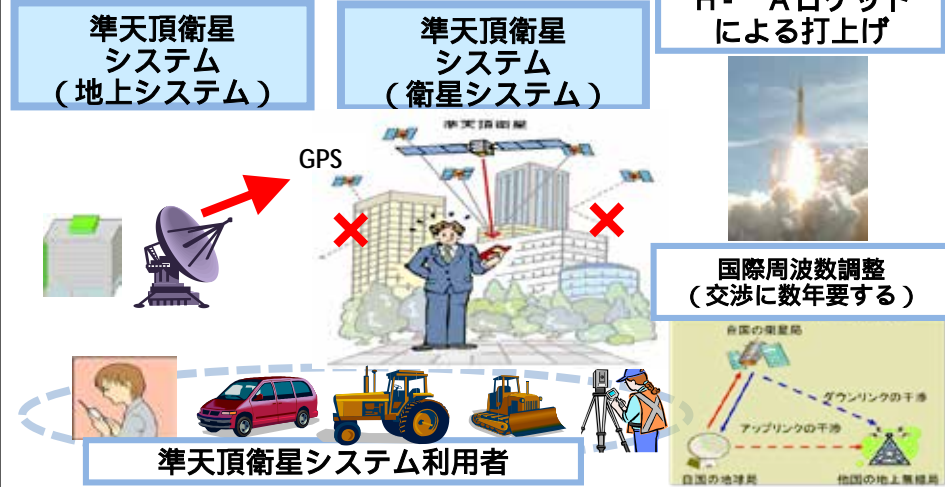 準天頂衛星
システム
（地上システム）
準天頂衛星
システム
（衛星システム）
H-　Aロケット
による打上げ
準天頂衛星
GPS
国際周波数調整
（交渉に数年要する）
自国の衛星局
ダウンリンクの干渉
アップリンクの干渉
自国の地球局
他国の地上無線局
準天頂衛星システム利用者